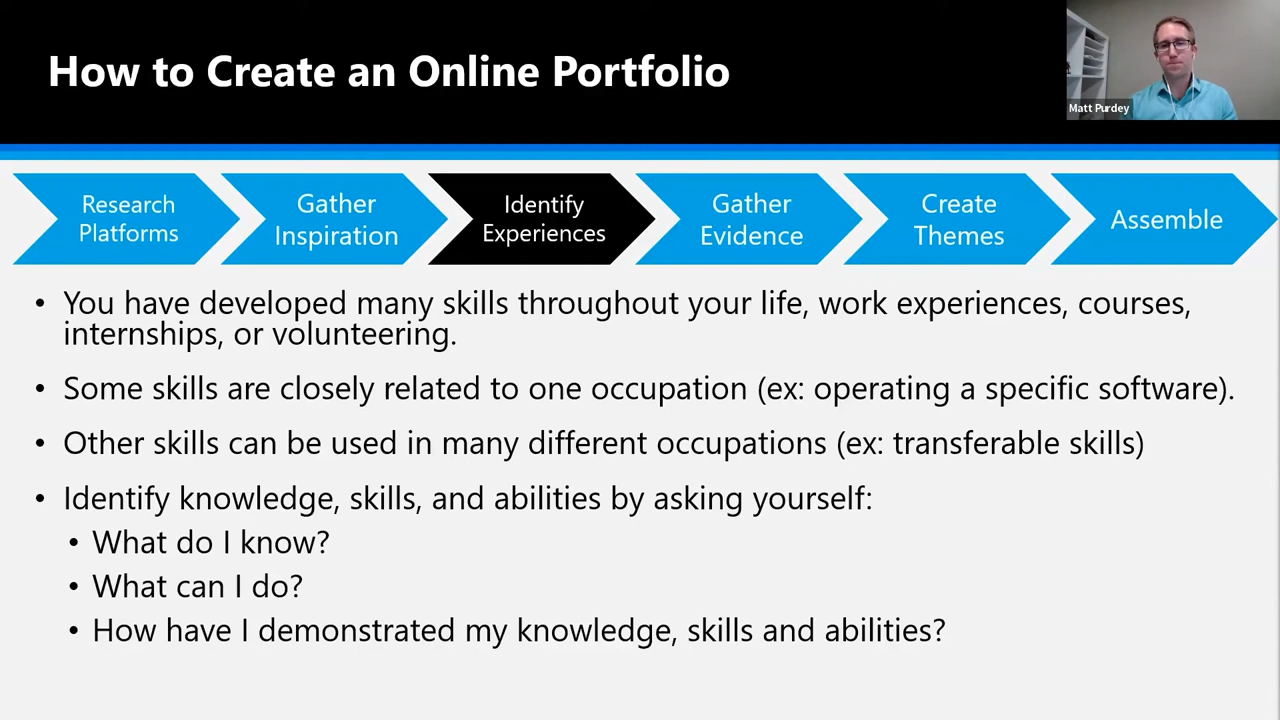 How to Create an Online Portfolio
Matt Purdey
Research
Platforms
Gather
Inspiration
Identify
Experiences
Gather
Evidence
Create
Themes
Assemble
• You have developed many skills throughout your life, work experiences, courses,
internships, or volunteering.
• Some skills are closely related to one occupation (ex: operating a specific software).
• Other skills can be used in many different occupations (ex: transferable skills)
• Identify knowledge, skills, and abilities by asking yourself:
• What do I know?
• What can I do?
• How have I demonstrated my knowledge, skills and abilities?